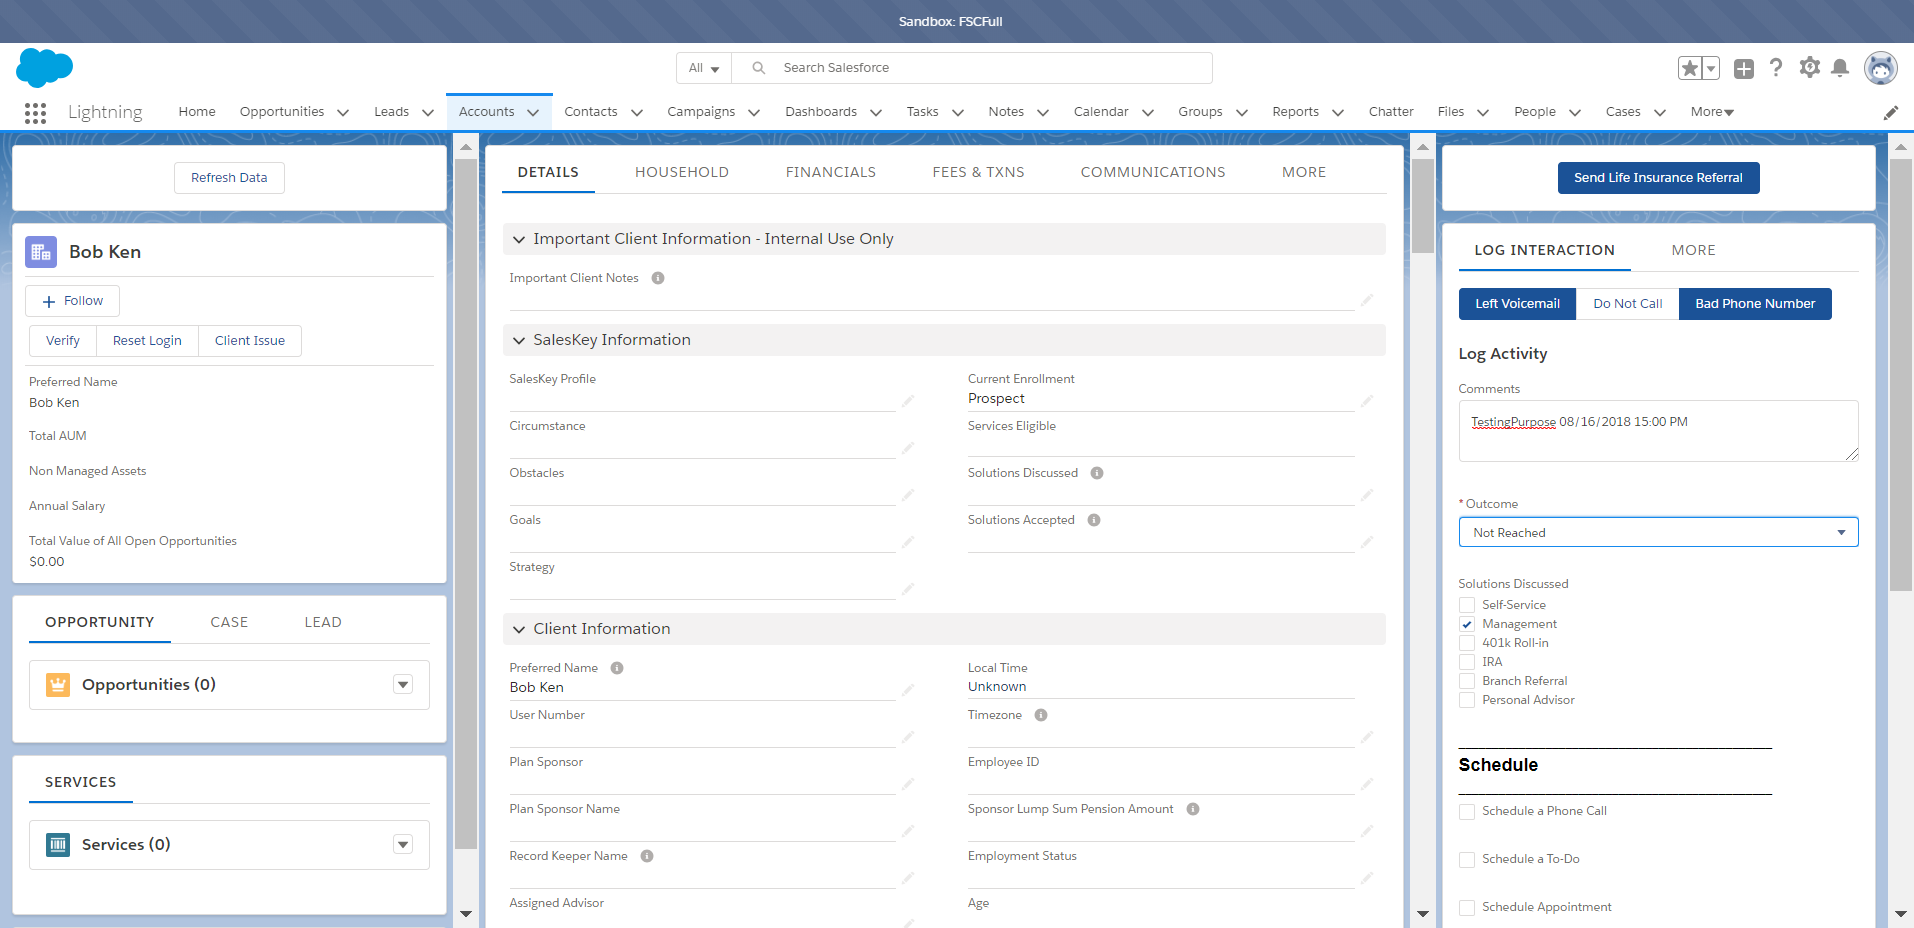 Sandbox: FSCFull
All
Search Salesforce
Lightning
Home
Opportunities
Leads
Accounts
Contacts
Campaigns
Dashboards
Tasks
Notes
Calendar
Groups
Reports
Chatter
Files
People
Cases
More
Refresh Data
Bob Ken
Follow
Verify
Reset Login
Client Issue
Preferred Name
Bob Ken
Total AUM
Non Managed Assets
Annual Salary
Total Value of All Open Opportunities
$0.00
OPPORTUNITY
CASE
LEAD
Opportunities (0)
SERVICES
Services (0)
DETAILS
HOUSEHOLD
FINANCIALS
FEES & TXNS
COMMUNICATIONS
MORE
Important Client Information - Internal Use Only
Important Client Notes
SalesKey Information
SalesKey Profile
Current Enrollment
Prospect
Circumstance
Services Eligible
Obstacles
Solutions Discussed
Goals
Solutions Accepted
Strategy
Client Information
Preferred Name
Bob Ken
Local Time
Unknown
User Number
Timezone
Plan Sponsor
Employee ID
Plan Sponsor Name
Sponsor Lump Sum Pension Amount
Record Keeper Name
Employment Status
Assigned Advisor
Age
Send Life Insurance Referral
LOG INTERACTION
MORE
Left Voicemail
Do Not Call
Bad Phone Number
Log Activity
Comments
TestingPurpose 08/16/2018 15:00 PM
* Outcome
Not Reached
Solutions Discussed
Self-Service
Management
401k Roll-in
IRA
Branch Referral
Personal Advisor
Schedule
Schedule a Phone Call
Schedule a To-Do
Schedule Appointment